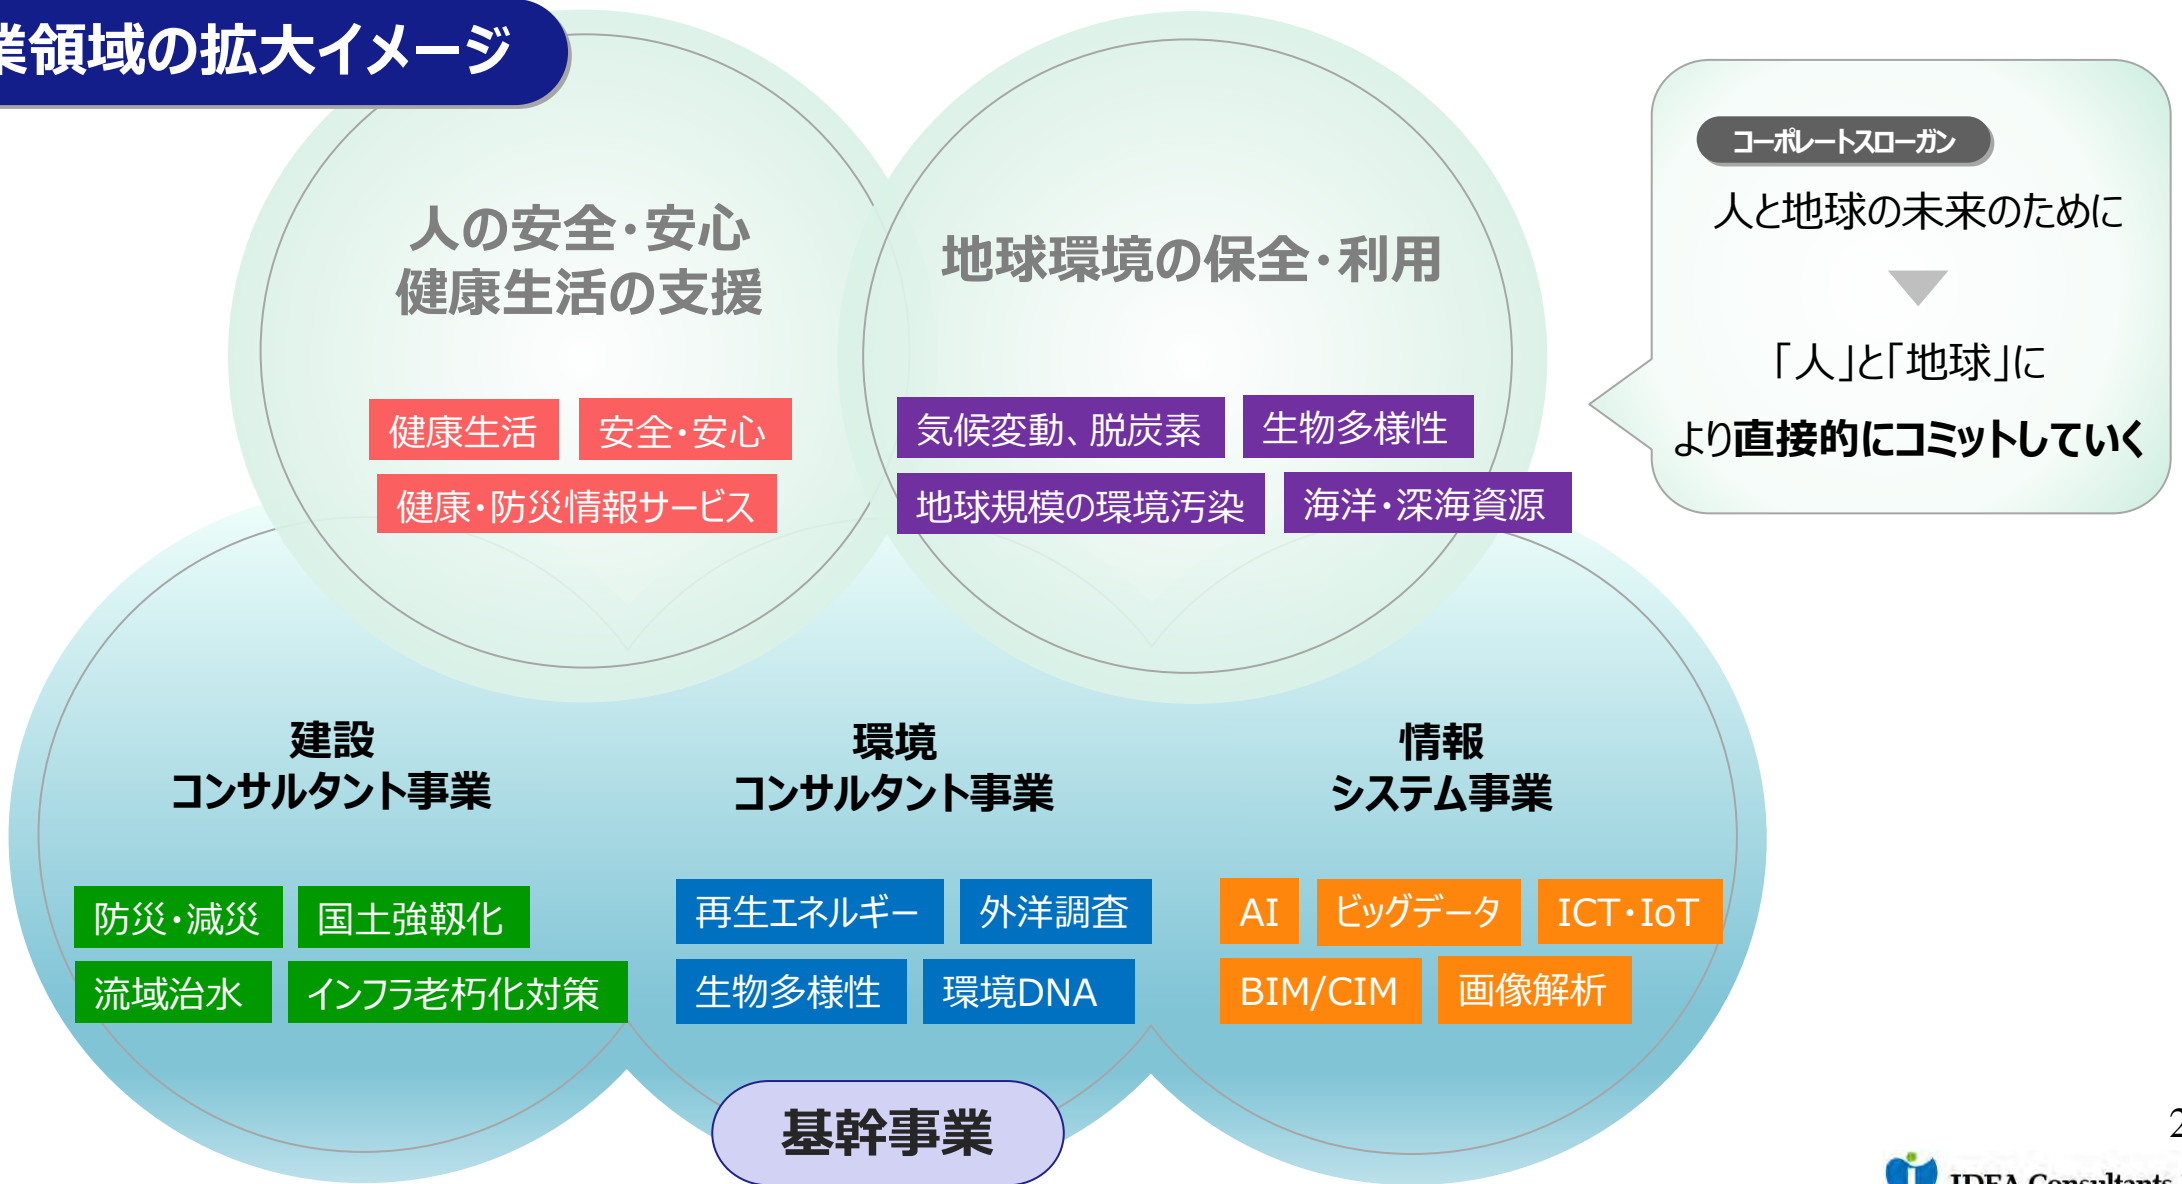 業領域の拡大イメージ
人の安全・安心
健康生活の支援
健康生活
安全・安心
健康・防災情報サービス
地球環境の保全・利用
気候変動、脱炭素
生物多様性
地球規模の環境汚染
海洋・深海資源
コーポレートスローガン
人と地球の未来のために
「人」と「地球」に
より直接的にコミットしていく
建設
コンサルタント事業
防災・減災
国土強靱化
流域治水
インフラ老朽化対策
環境
コンサルタント事業
再生エネルギー
外洋調査
生物多様性
環境DNA
情報
システム事業
AI
ビッグデータ
ICT・IoT
BIM/CIM
画像解析
基幹事業
2
IDEA Consultants